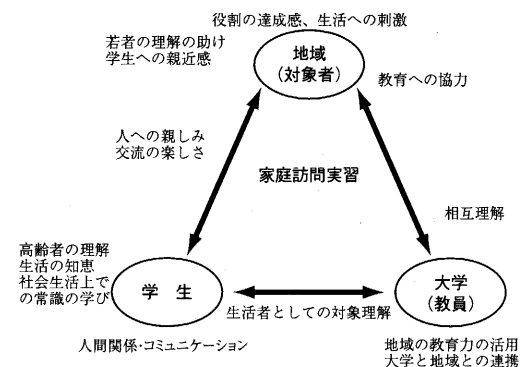 役割の達成感、生活への刺激
若者の理解の助け
学生への親近感
地域
(対象者)
教育への協力
人への親しみ
交流の楽しさ
家庭訪問実習
相互理解
高齢者の理解
生活の知恵
社会生活上で
の常識の学び
学 生
大学
(教員)
生活者としての対象理解
人間関係・コミュニケーション
地域の教育力の活用
大学と地域との連携